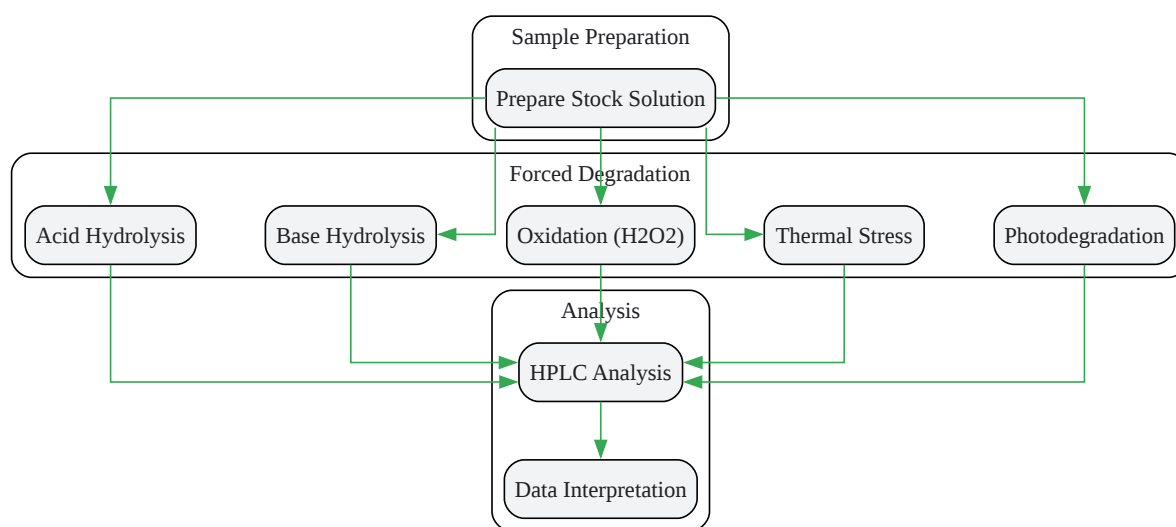 Sample Preparation
Prepare Stock Solution
Forced Degradation
Acid Hydrolysis
Base Hydrolysis
Oxidation (H2O2)
Thermal Stress
Photodegradation
Analysis
HPLC Analysis
Data Interpretation